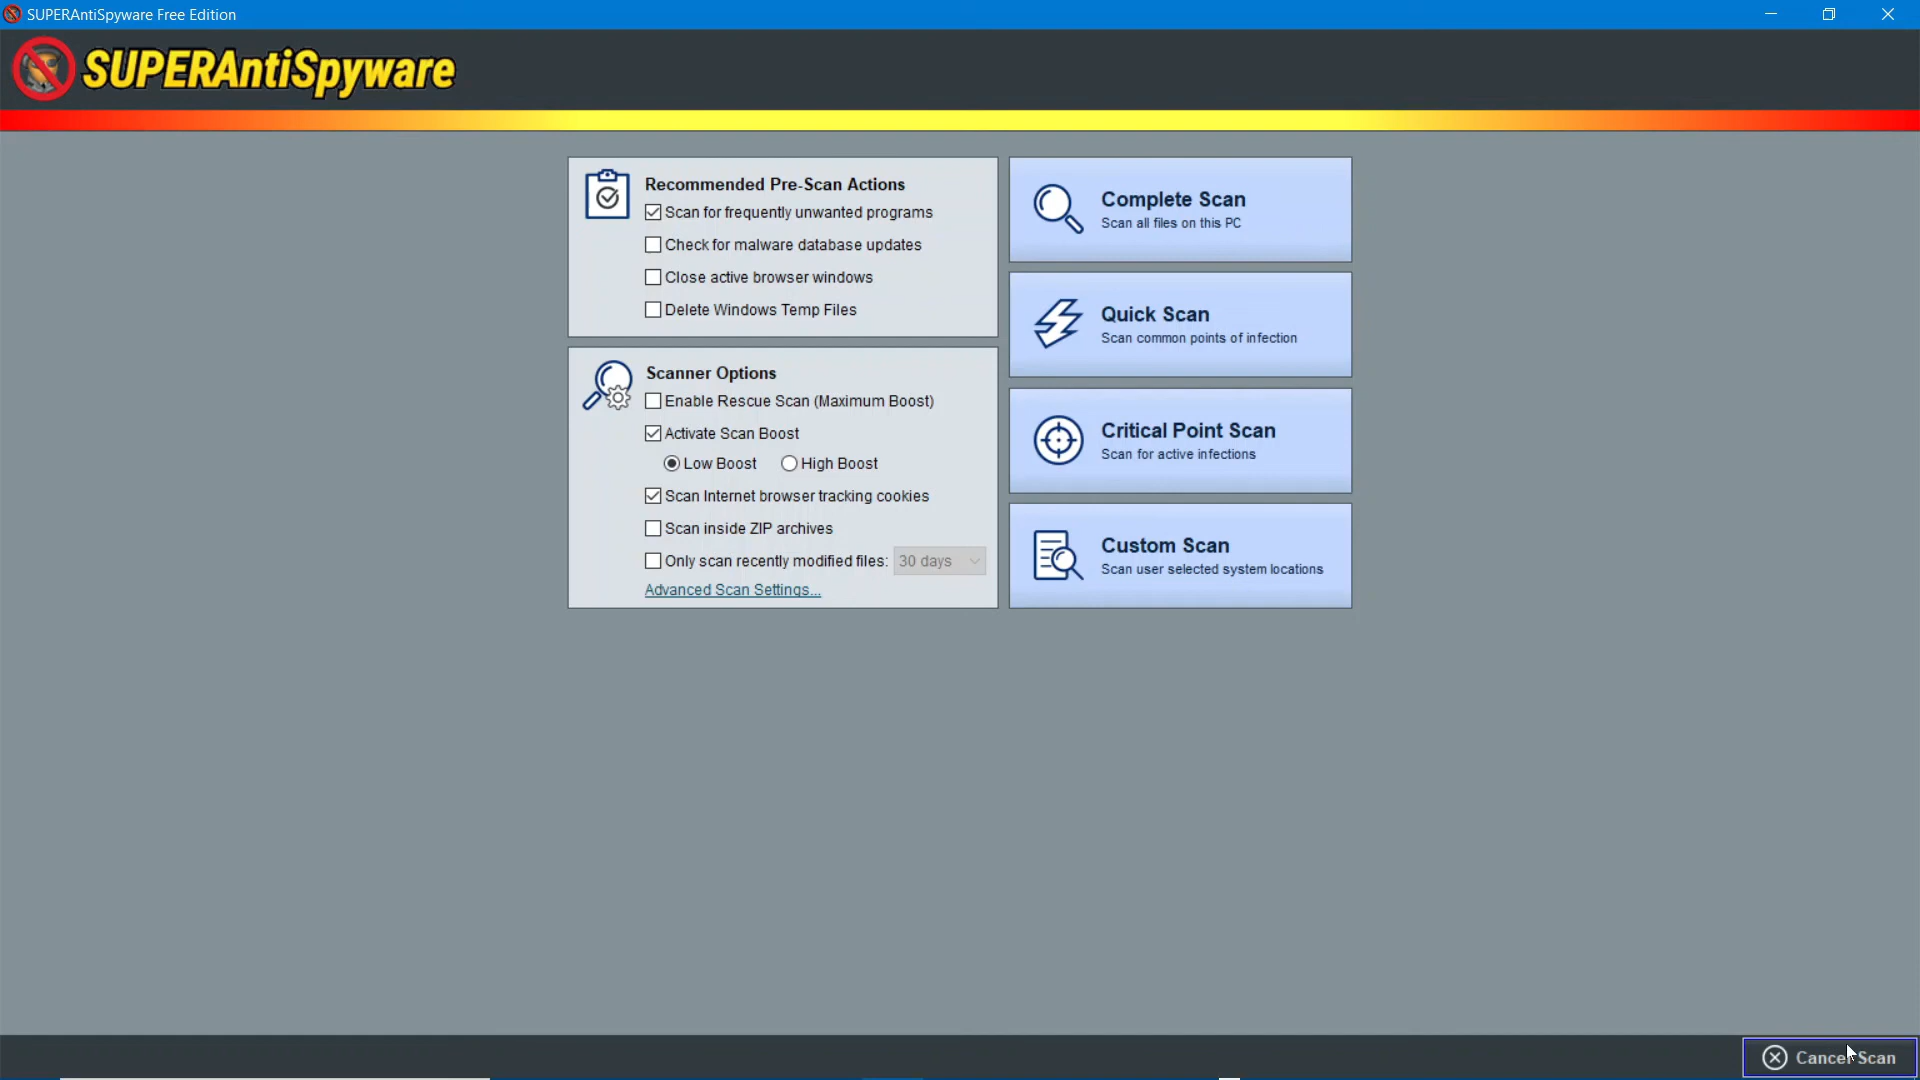 SUPERAntiSpyware Free Edition
SUPERAntiSpyware
Recommended Pre-Scan Actions
Scan for frequently unwanted programs
Check for malware database updates
Close active browser windows
Delete Windows Temp Files
Scanner Options
Enable Rescue Scan (Maximum Boost)
Activate Scan Boost
Low Boost High Boost
Scan Internet browser tracking cookies
Scan inside ZIP archives
Only scan recently modified files: 30 days
Advanced Scan Settings...
Complete Scan
Scan all files on this PC
Quick Scan
Scan common points of infection
Critical Point Scan
Scan for active infections
Custom Scan
Scan user selected system locations
Cancel Scan